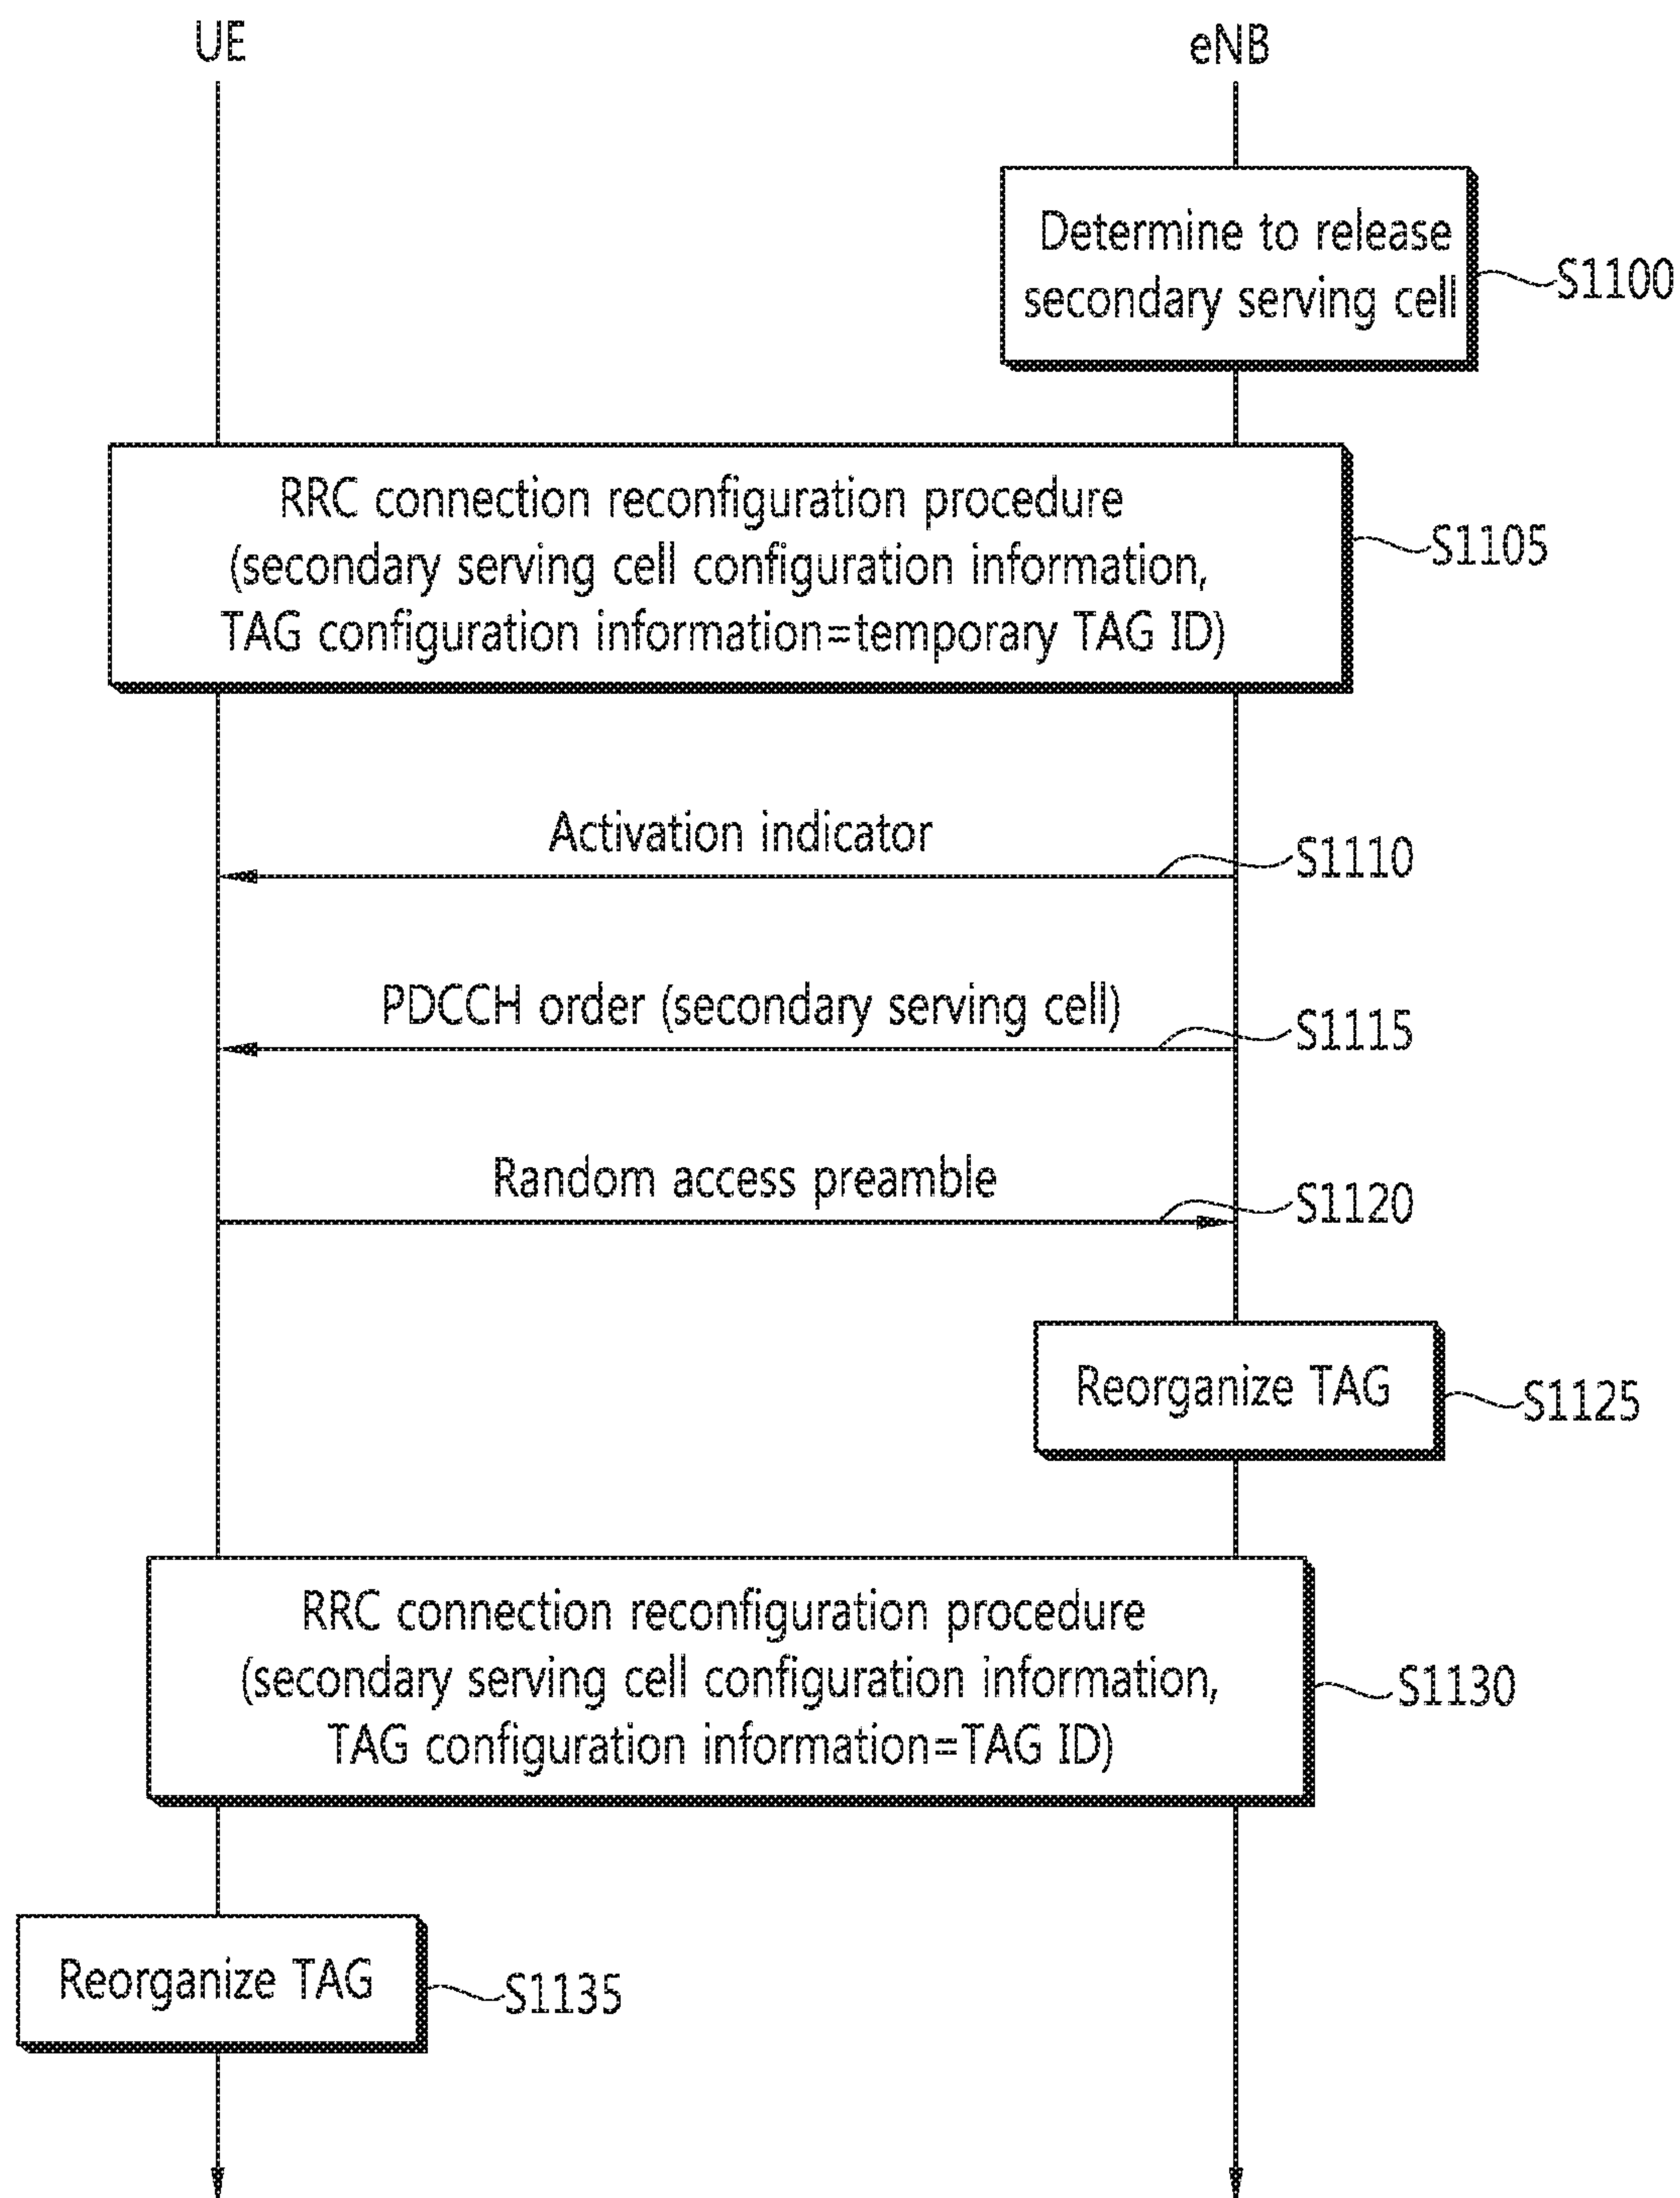 UE
eNB
Determine to release
secondary serving cell
S1100
RRC connection reconfiguration procedure
(secondary serving cell configuration information,
TAG configuration information=temporary TAG ID)
S1105
Activation indicator
S1110
PDCCH order (secondary serving cell)
S1115
Random access preamble
S1120
Reorganize TAG
S1125
RRC connection reconfiguration procedure
(secondary serving cell configuration information,
TAG configuration information=TAG ID)
S1130
Reorganize TAG
S1135